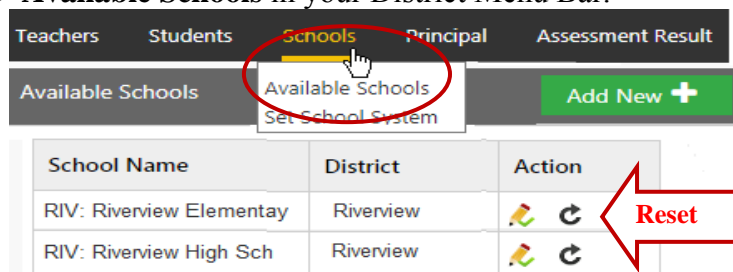 Available Schools in your District Menu Bar.
Teachers Students Schools Principal Assessment Result
Available Schools Available Schools Add New
Set School System
School Name District Action
RIV: Riverview Elementay Riverview Reset
RIV: Riverview High Sch Riverview